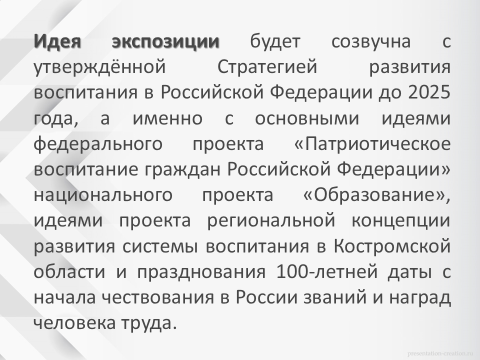 Идея экспозиции будет созвучна с
утверждённой Стратегией развития
воспитания в Российской Федерации до 2025
года, а именно с основными идеями
федерального проекта «Патриотическое
воспитание граждан Российской Федерации»
национального проекта «Образование»,
идеями проекта региональной концепции
развития системы воспитания в Костромской
области и празднования 100-летней даты с
начала чествования в России званий и наград
человека труда.